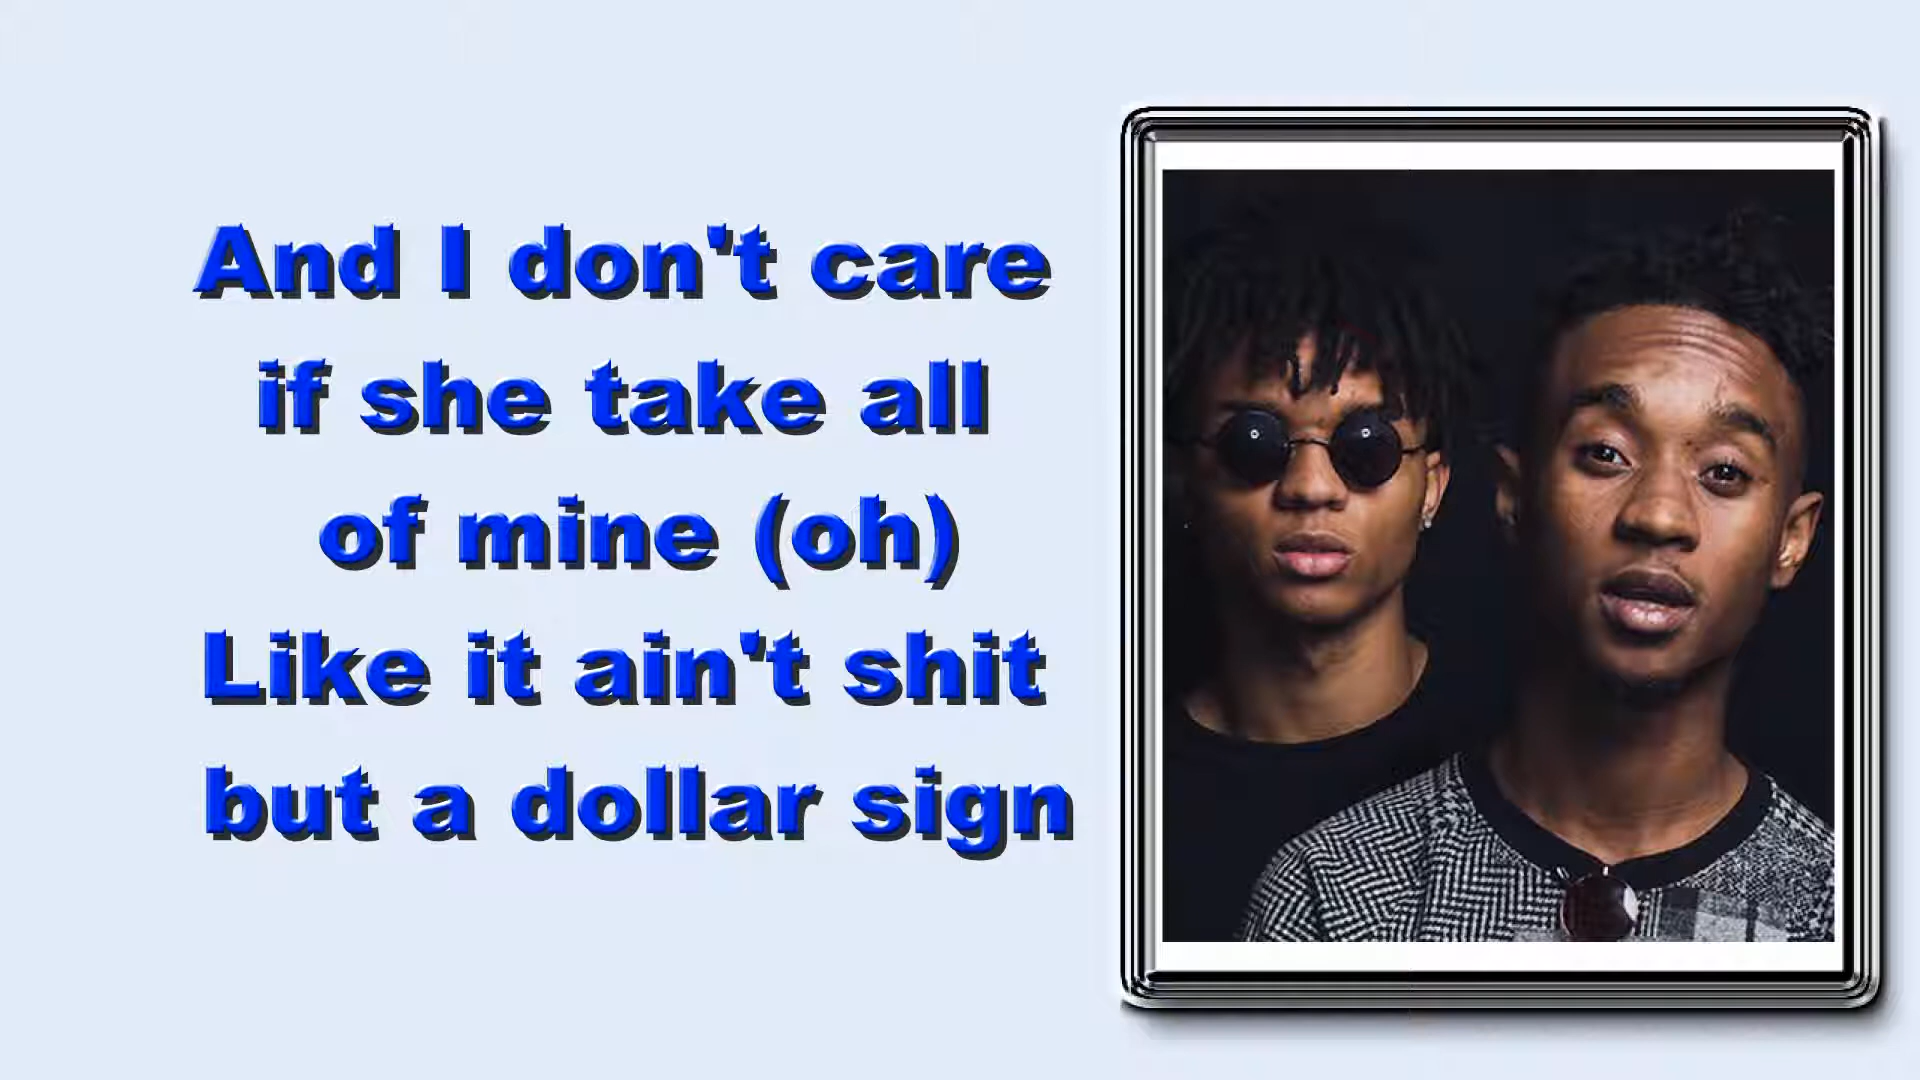 And I don't care
if she take all
of mine (oh)
Like it ain't shit
but a dollar sign